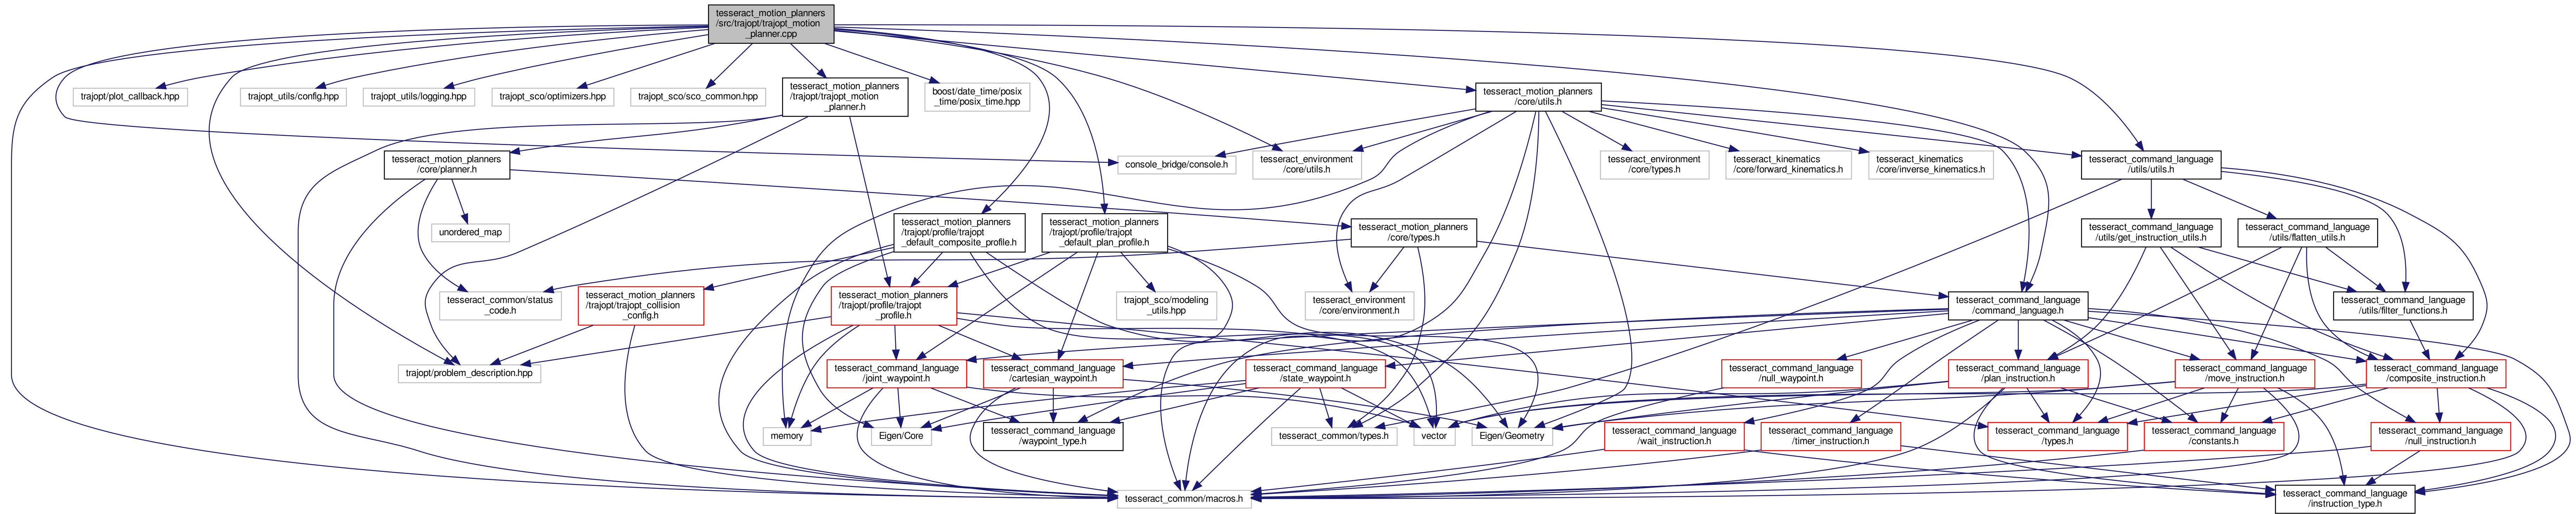 tesseract_motion_planners
/src/trajopt/trajopt_motion
_planner.cpp
trajopt/plot_callback.hpp
trajopt_utils/config.hpp
trajopt_utils/logging.hpp
trajopt_sco/optimizers.hpp
trajopt_sco/sco_common.hpp
tesseract_motion_planners
/trajopt/trajopt_motion
_planner.h
boost/date_time/posix
_time/posix_time.hpp
tesseract_motion_planners
/core/utils.h
tesseract_motion_planners
/core/planner.h
console_bridge/console.h
tesseract_environment
/core/utils.h
tesseract_environment
/core/types.h
tesseract_kinematics
/core/forward_kinematics.h
tesseract_kinematics
/core/inverse_kinematics.h
tesseract_command_language
/utils/utils.h
unordered_map
tesseract_motion_planners
/trajopt/profile/trajopt
_default_composite_profile.h
tesseract_motion_planners
/trajopt/profile/trajopt
_default_plan_profile.h
tesseract_motion_planners
/core/types.h
tesseract_command_language
/utils/get_instruction_utils.h
tesseract_command_language
/utils/flatten_utils.h
tesseract_common/status
_code.h
tesseract_motion_planners
/trajopt/trajopt_collision
_config.h
tesseract_motion_planners
/trajopt/profile/trajopt
_profile.h
trajopt_sco/modeling
_utils.hpp
tesseract_environment
/core/environment.h
tesseract_command_language
/command_language.h
tesseract_command_language
/utils/filter_functions.h
trajopt/problem_description.hpp
tesseract_command_language
/joint_waypoint.h
tesseract_command_language
/cartesian_waypoint.h
tesseract_command_language
/state_waypoint.h
tesseract_command_language
/null_waypoint.h
tesseract_command_language
/plan_instruction.h
tesseract_command_language
/move_instruction.h
tesseract_command_language
/composite_instruction.h
memory
Eigen/Core
tesseract_command_language
/waypoint_type.h
tesseract_common/types.h
vector
Eigen/Geometry
tesseract_command_language
/wait_instruction.h
tesseract_command_language
/timer_instruction.h
tesseract_command_language
/types.h
tesseract_command_language
/constants.h
tesseract_command_language
/null_instruction.h
tesseract_common/macros.h
tesseract_command_language
/instruction_type.h